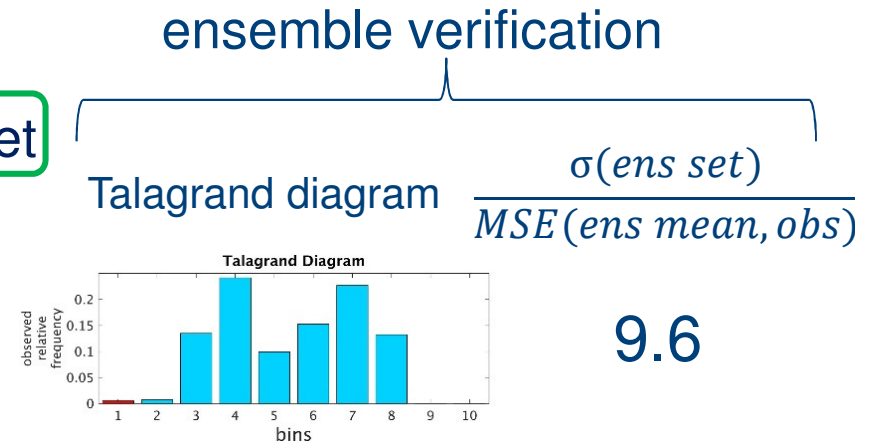 ensemble verification
et
Talagrand diagram
σ(ens set)
MSE(ens mean, obs)
Talagrand Diagram
observed
relative
frequency
0.2
0.15
0.1
0.05
0
1 2 3 4 5 6 7 8 9 10
bins
9.6